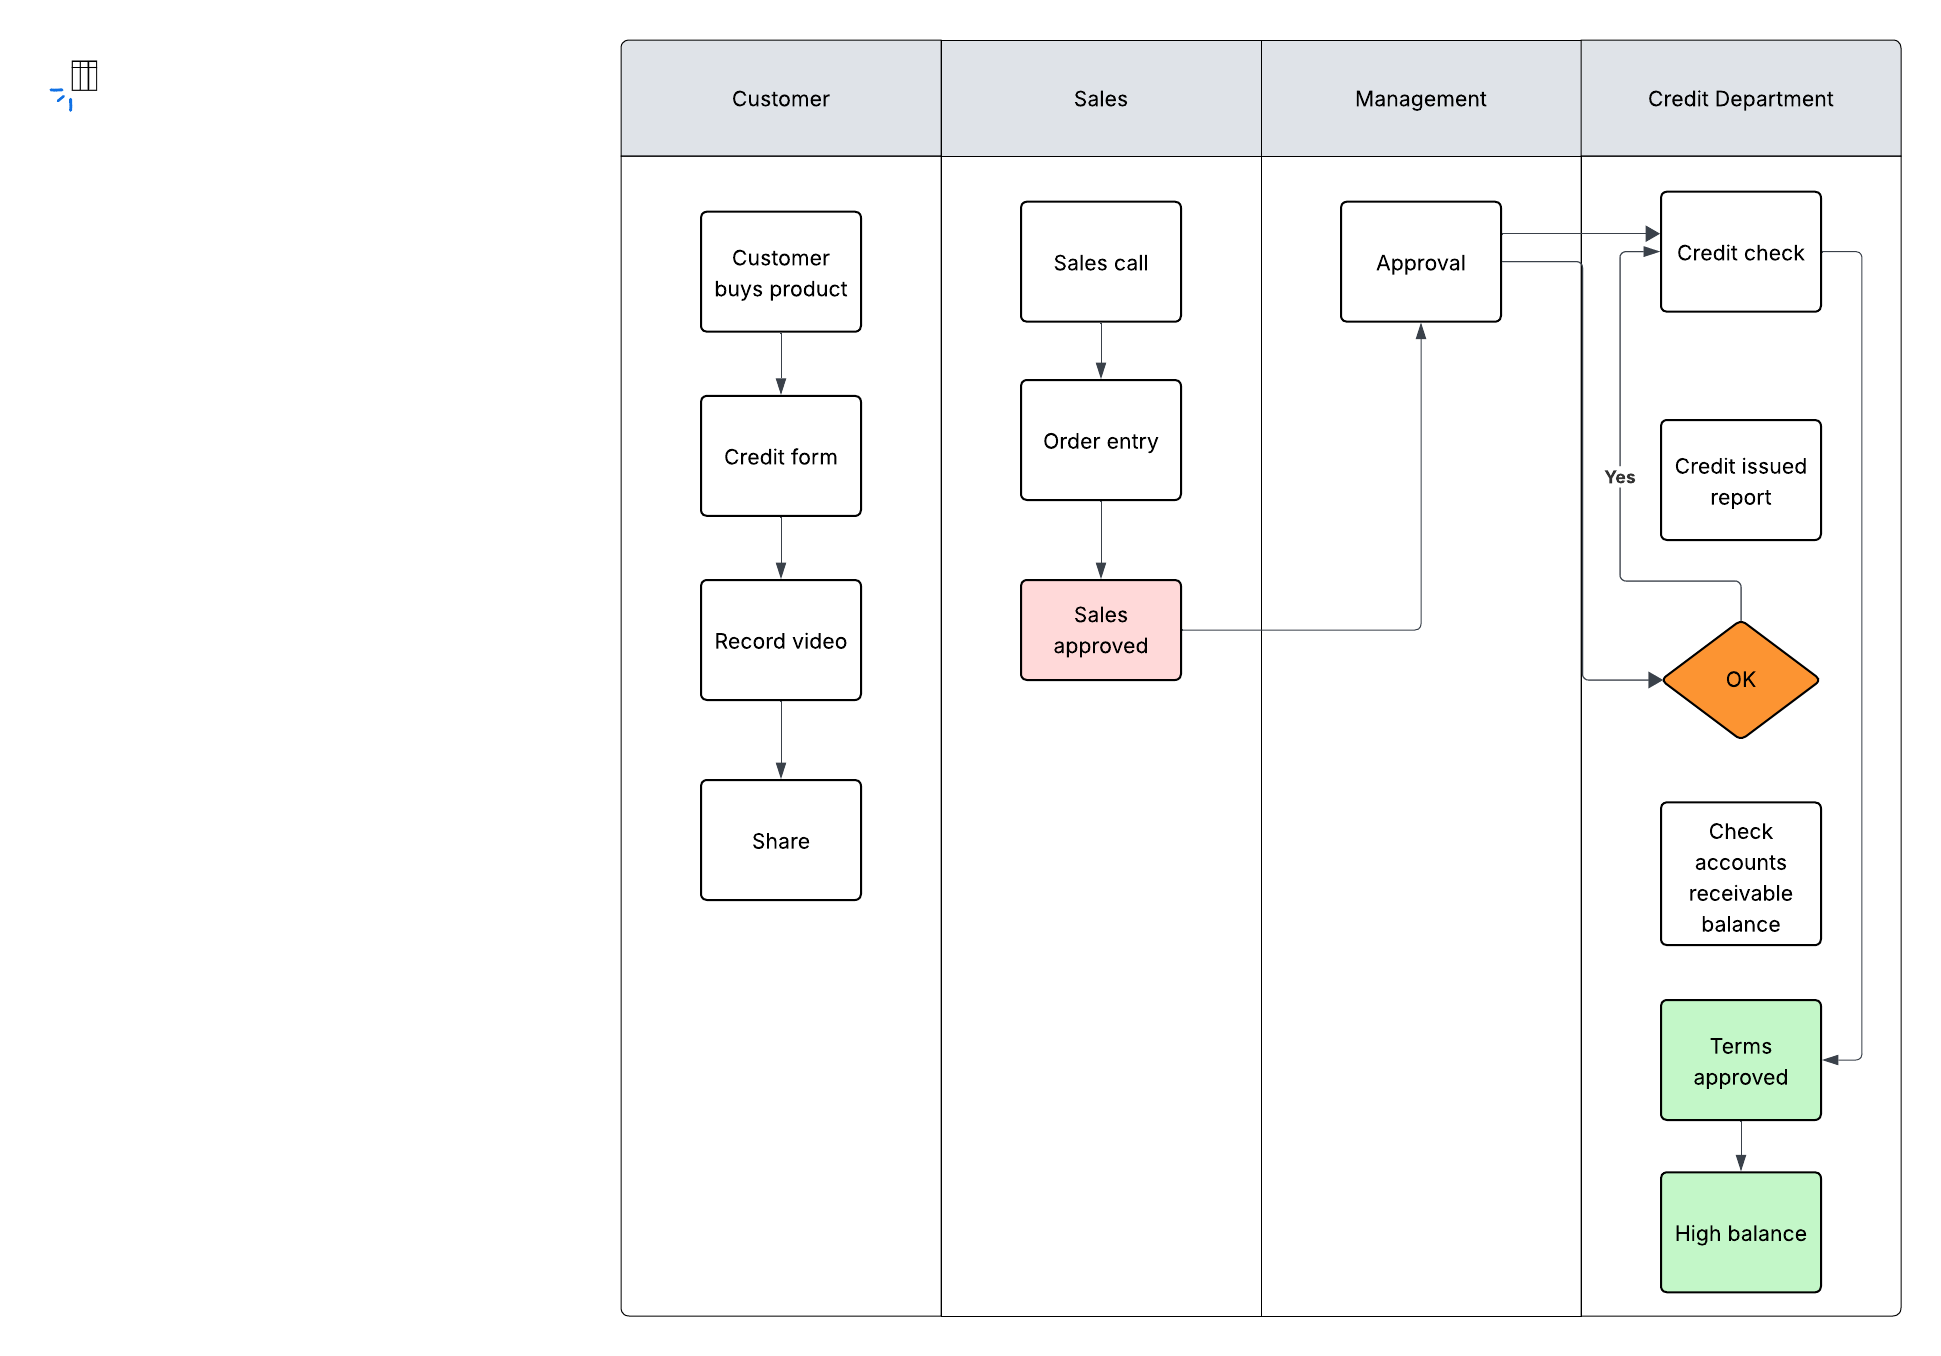 Customer
Sales
Management
Credit Department
Customer
buys product
Credit form
Record video
Share
Sales call
Order entry
Sales
approved
Approval
Credit check
Credit issued
report
Yes
OK
Check
accounts
receivable
balance
Terms
approved
High balance